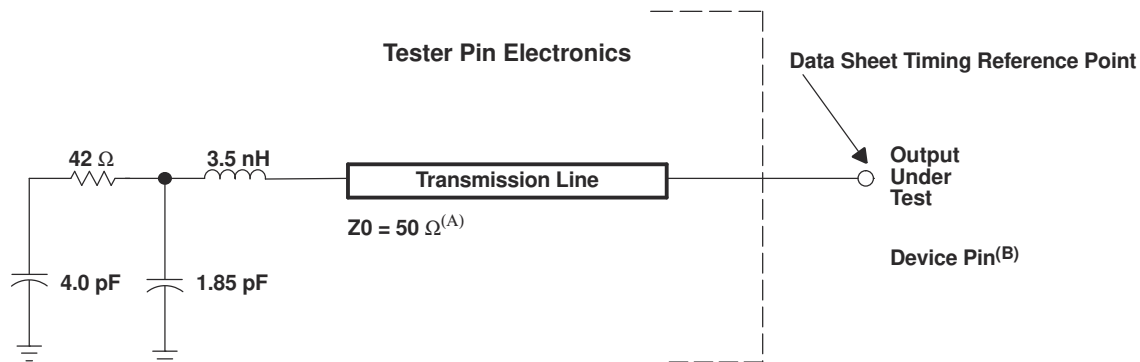 Tester Pin Electronics
Data Sheet Timing Reference Point
42 Ω
3.5 nH
Transmission Line
Output
Under
Test
Z0 = 50 Ω(A)
Device Pin(B)
4.0 pF
1.85 pF